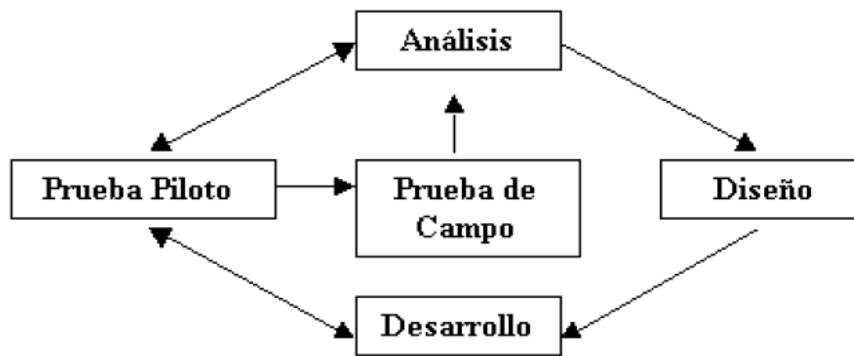 Análisis
Prueba Piloto
Prueba de
Campo
Diseño
Desarrollo